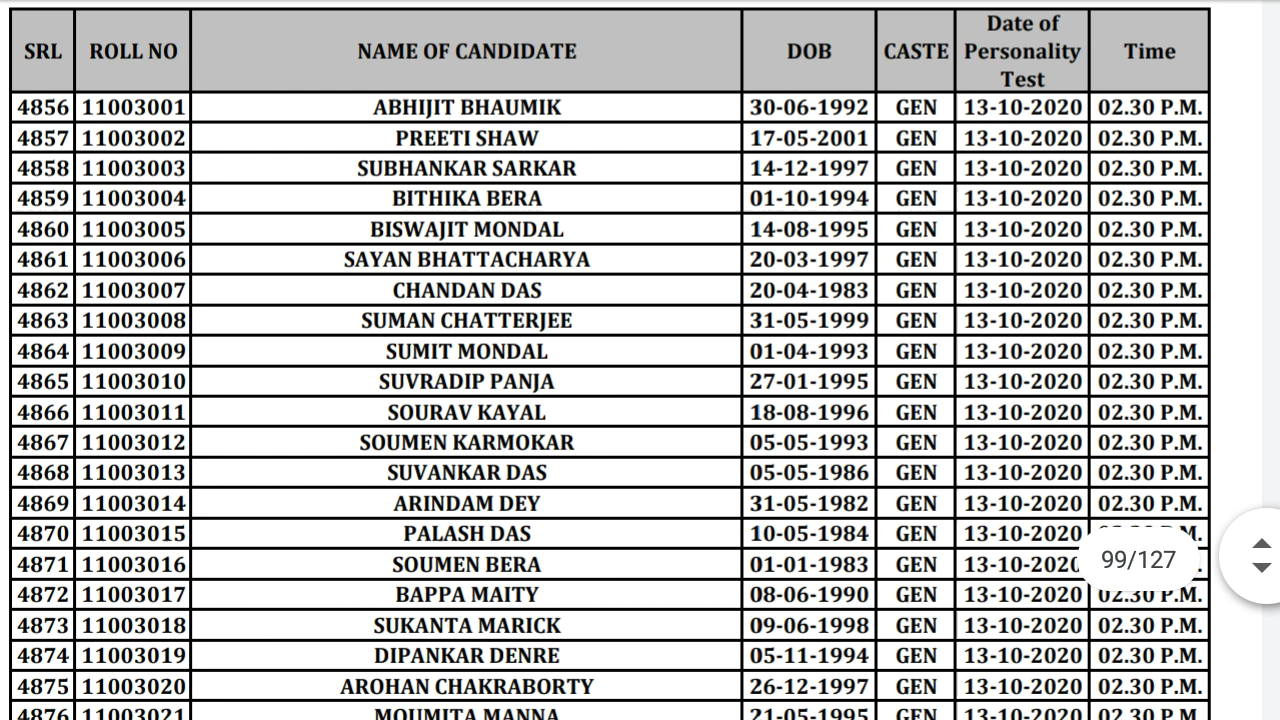 SRL ROLL NO NAME OF CANDIDATE DOB CASTE Date of Personality Test Time
4856 11003001 ABHIJIT BHAUMIK 30-06-1992 GEN 13-10-2020 02.30 P.M.
4857 11003002 PREETI SHAW 17-05-2001 GEN 13-10-2020 02.30 P.M.
4858 11003003 SUBHANKAR SARKAR 14-12-1997 GEN 13-10-2020 02.30 P.M.
4859 11003004 BITHIKA BERA 01-10-1994 GEN 13-10-2020 02.30 P.M.
4860 11003005 BISWAJIT MONDAL 14-08-1995 GEN 13-10-2020 02.30 P.M.
4861 11003006 SAYAN BHATTACHARYA 20-03-1997 GEN 13-10-2020 02.30 P.M.
4862 11003007 CHANDAN DAS 20-04-1983 GEN 13-10-2020 02.30 P.M.
4863 11003008 SUMAN CHATTERJEE 31-05-1999 GEN 13-10-2020 02.30 P.M.
4864 11003009 SUMIT MONDAL 01-04-1993 GEN 13-10-2020 02.30 P.M.
4865 11003010 SUVRADIP PANJA 27-01-1995 GEN 13-10-2020 02.30 P.M.
4866 11003011 SOURAV KAYAL 18-08-1996 GEN 13-10-2020 02.30 P.M.
4867 11003012 SOUMEN KARMOKAR 05-05-1993 GEN 13-10-2020 02.30 P.M.
4868 11003013 SUVANKAR DAS 05-05-1986 GEN 13-10-2020 02.30 P.M.
4869 11003014 ARINDAM DEY 31-05-1982 GEN 13-10-2020 02.30 P.M.
4870 11003015 PALASH DAS 10-05-1984 GEN 13-10-2020
4871 11003016 SOUMEN BERA 01-01-1983 GEN 13-10-2020
99/127
4872 11003017 BAPPA MAITY 08-06-1990 GEN 13-10-2020 02.30 P.M.
4873 11003018 SUKANTA MARICK 09-06-1998 GEN 13-10-2020 02.30 P.M.
4874 11003019 DIPANKAR DENRE 05-11-1994 GEN 13-10-2020 02.30 P.M.
4875 11003020 AROHAN CHAKRABORTY 26-12-1997 GEN 13-10-2020 02.30 P.M.
4876 11003021 MOUMITA MANNA 21-05-1995 GEN 13-10-2020 02.30 P.M.